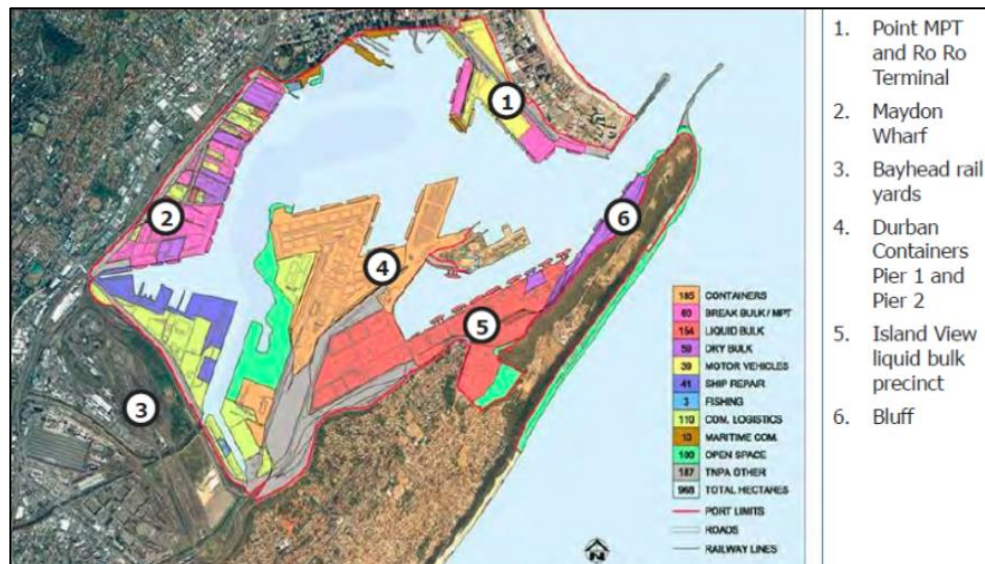 1
2
3
4
5
6
185 CONTAINERS
80 BREAK BULK / MPT
154 LIQUID BULK
59 DRY BULK
39 MOTOR VEHICLES
41 SHIP REPAIR
3 FISHING
110 COM. LOGISTICS
10 MARITIME COM.
100 OPEN SPACE
187 TNPA OTHER
968 TOTAL HECTARES
PORT LIMITS
ROADS
RAILWAY LINES
N
1. Point MPT
and Ro Ro
Terminal
2. Maydon
Wharf
3. Bayhead rail
yards
4. Durban
Containers
Pier 1 and
Pier 2
5. Island View
liquid bulk
precinct
6. Bluff